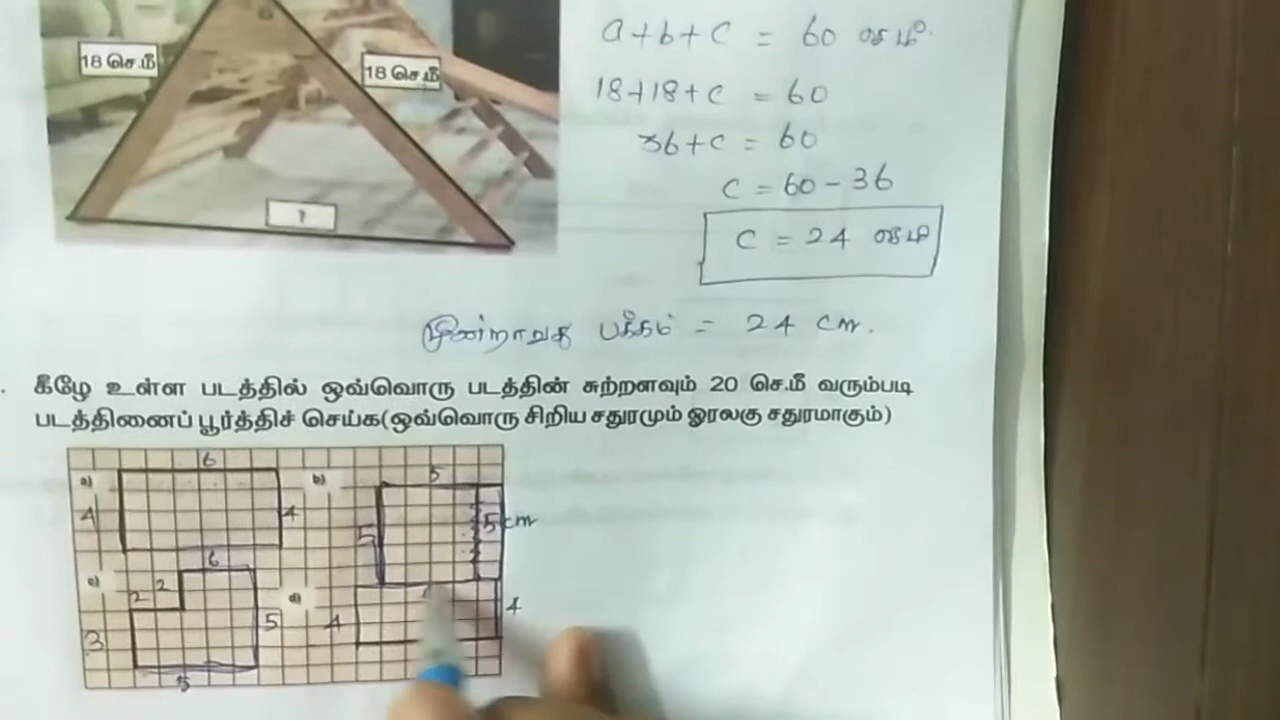 18 செ.மீ
18 செ.மீ
?
a+b+c = 60 செமீ.
18+18+c = 60
36+c = 60
c = 60 - 36
c = 24 செமீ
மூன்றாவது பக்கம் = 24 cm.
. கீழே உள்ள படத்தில் ஒவ்வொரு படத்தின் சுற்றளவும் 20 செ.மீ வரும்படி
படத்தினைப் பூர்த்திச் செய்க(ஒவ்வொரு சிறிய சதுரமும் ஓரலகு சதுரமாகும்)
a)
6
4
4
b)
5
5
5cm
c)
6
2
2
3
5
5
d)
4
4